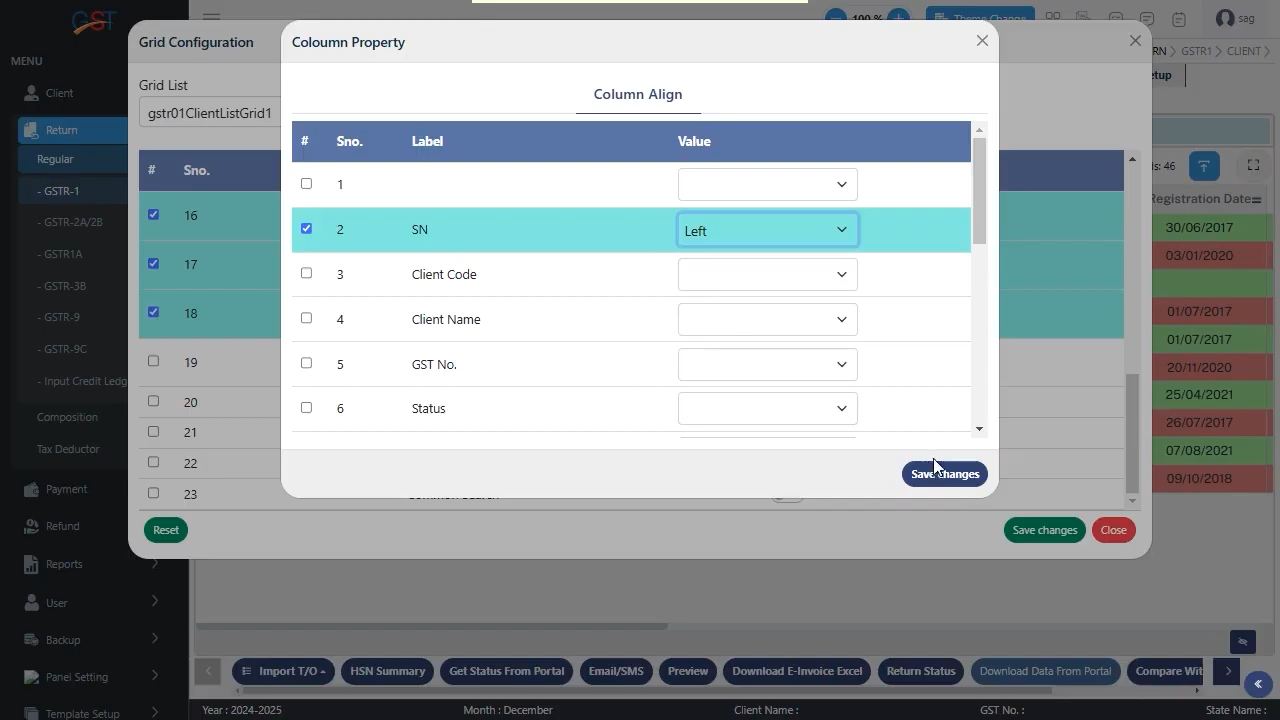 GST
MENU
Client
Return
Regular
- GSTR-1
- GSTR-2A/2B
- GSTR1A
- GSTR-3B
- GSTR-9
- GSTR-9C
- Input Credit Ledg
Composition
Tax Deductor
Payment
Refund
Reports
User
Backup
Panel Setting
Template Setup
100 %
Theme Change
sag
RN > GSTR1 > CLIENT >
etup
s: 46
Registration Date
30/06/2017
03/01/2020
01/07/2017
01/07/2017
20/11/2020
25/04/2021
26/07/2017
07/08/2021
09/10/2018
Grid Configuration
Grid List
gstr01ClientListGrid1
# Sno.
16
17
18
19
20
21
22
23
Reset
Save changes Close
Coloumn Property
Column Align
# Sno. Label Value
1
2 SN Left
3 Client Code
4 Client Name
5 GST No.
6 Status
Save changes
Import T/O HSN Summary Get Status From Portal Email/SMS Preview Download E-Invoice Excel Return Status Download Data From Portal Compare Wit
Year : 2024-2025 Month : December Client Name : GST No. : State Name :